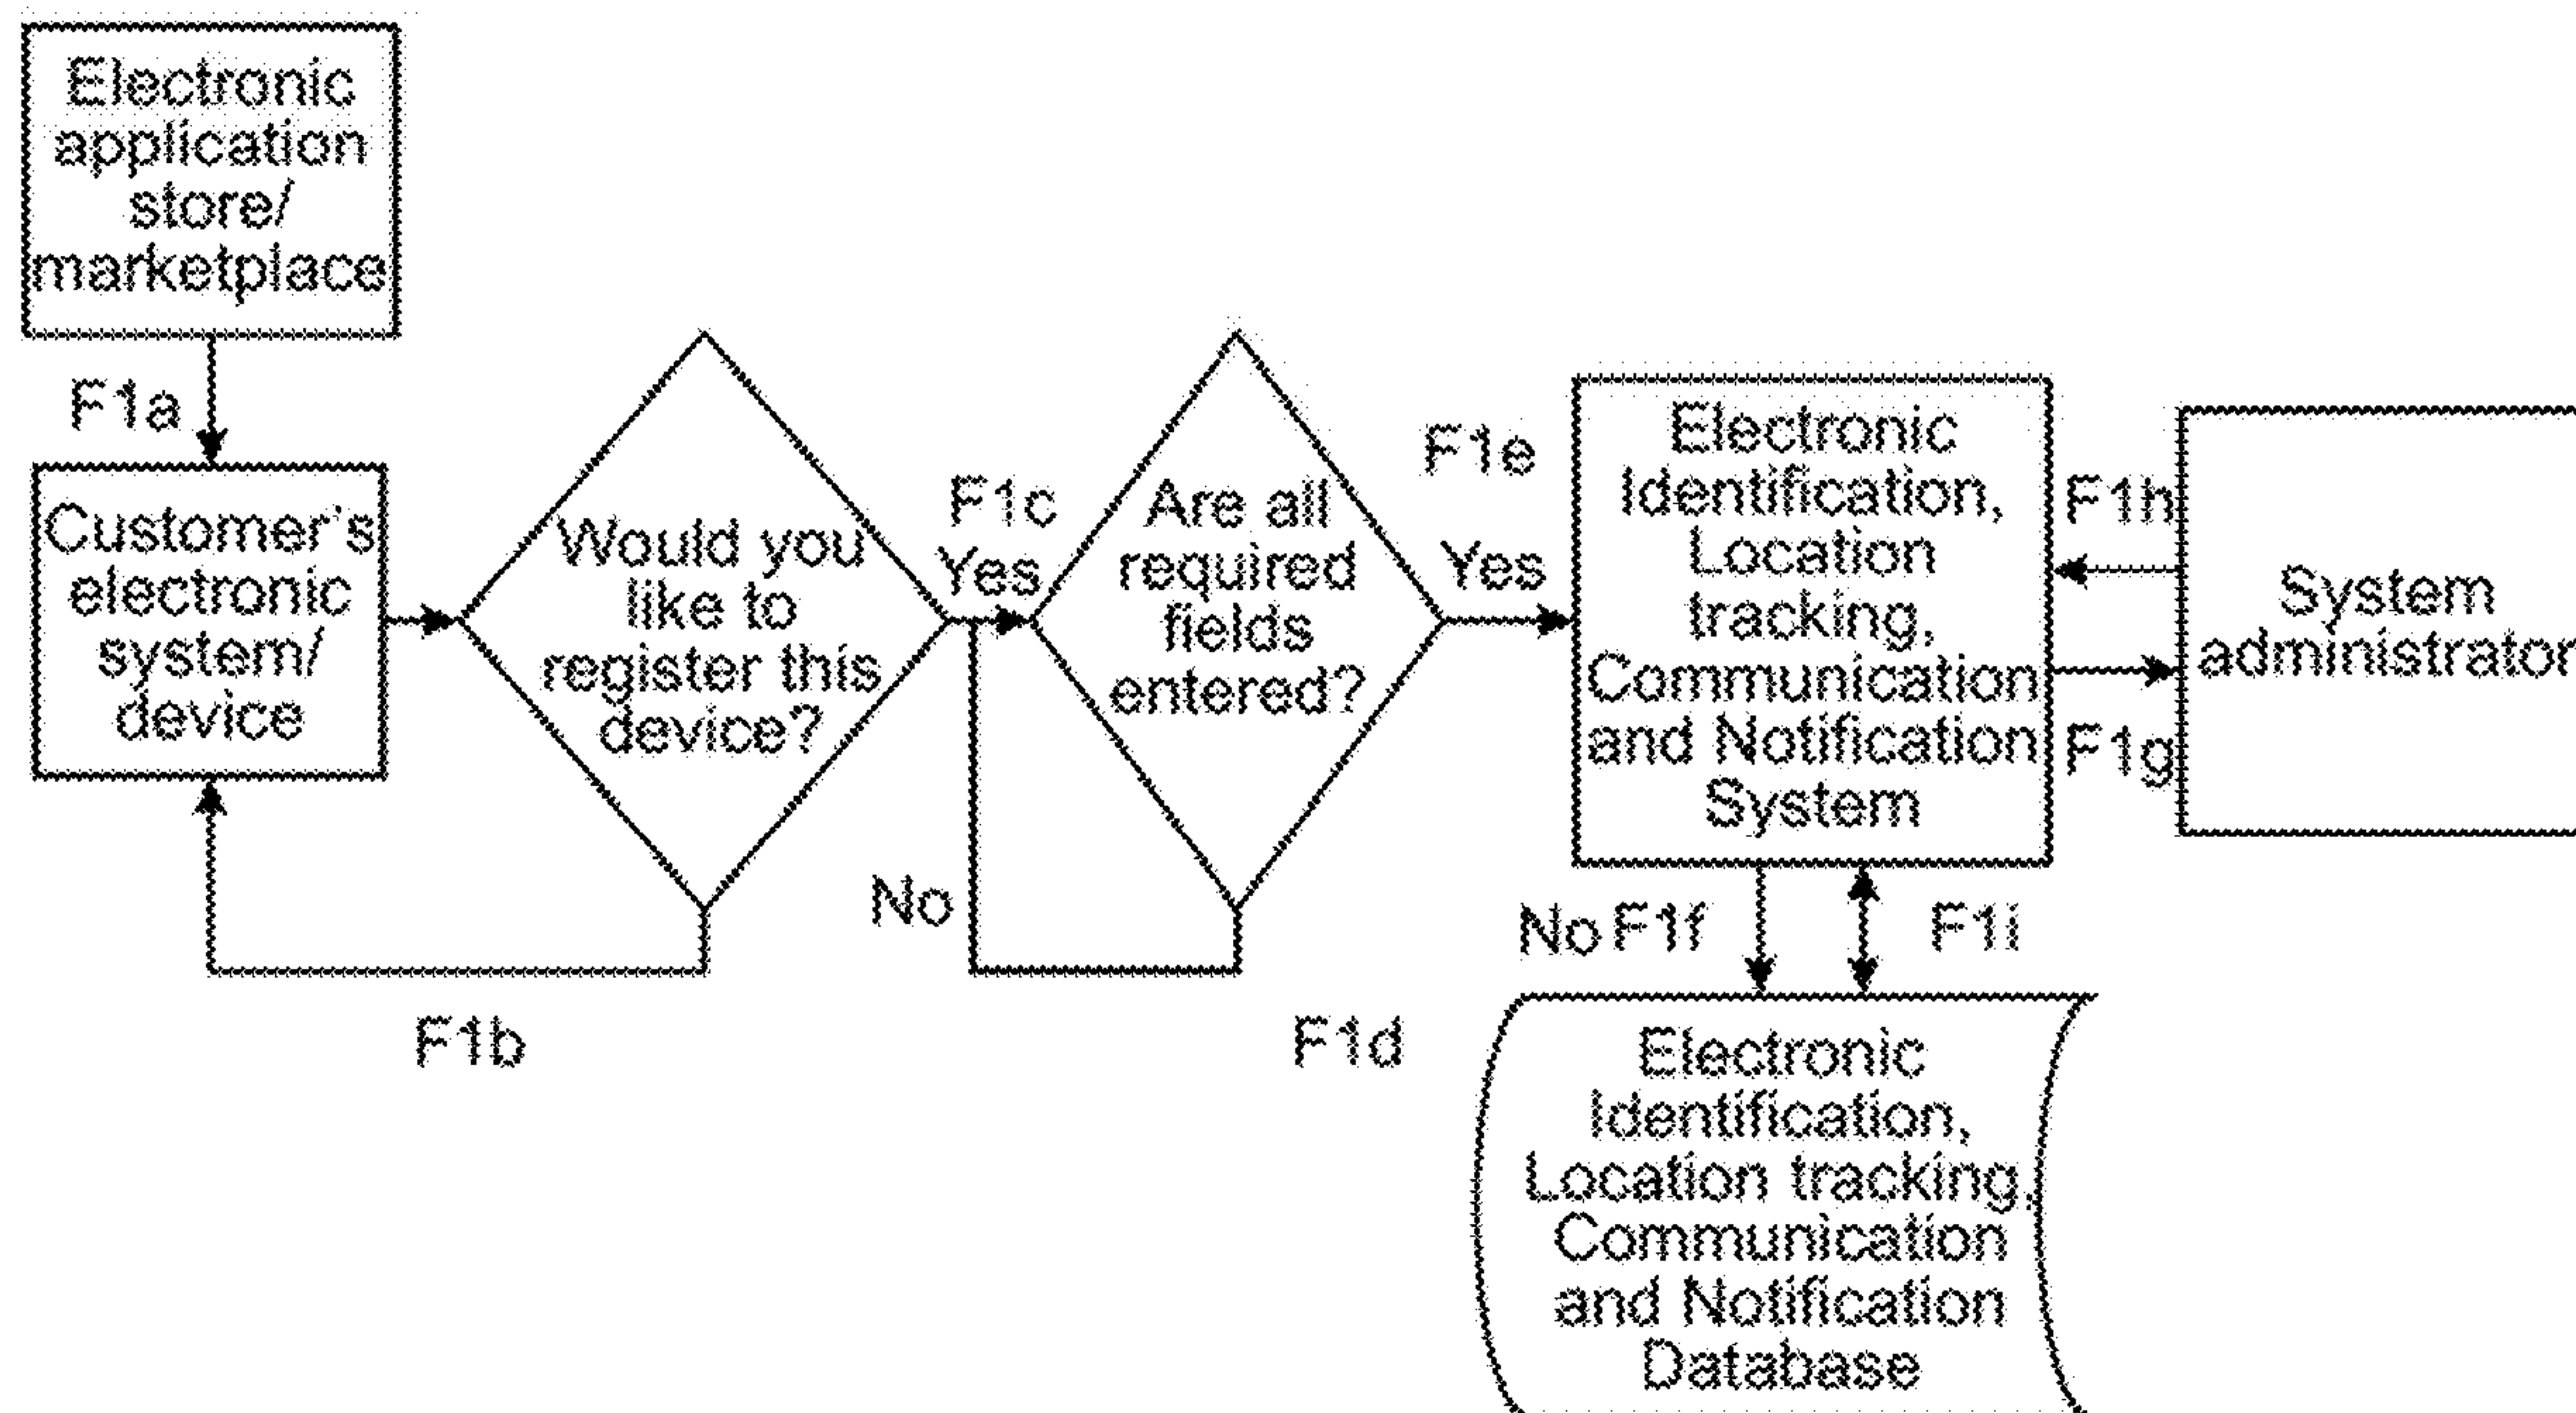 Electronic
application
store/
marketplace
F1a
Customer's
electronic
system/
device
Would you
like to
register this
device?
F1b
F1c
Yes
No
Are all
required
fields
entered?
F1d
F1e
Yes
Electronic
Identification,
Location
tracking,
Communication
and Notification
System
F1h
F1g
System
administrator
No F1f
F1i
Electronic
Identification,
Location tracking,
Communication
and Notification
Database